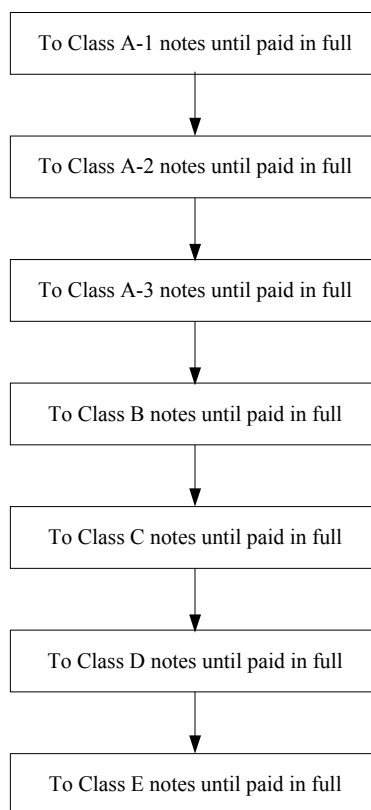 To Class A-1 notes until paid in full
To Class A-2 notes until paid in full
To Class A-3 notes until paid in full
To Class B notes until paid in full
To Class C notes until paid in full
To Class D notes until paid in full
To Class E notes until paid in full